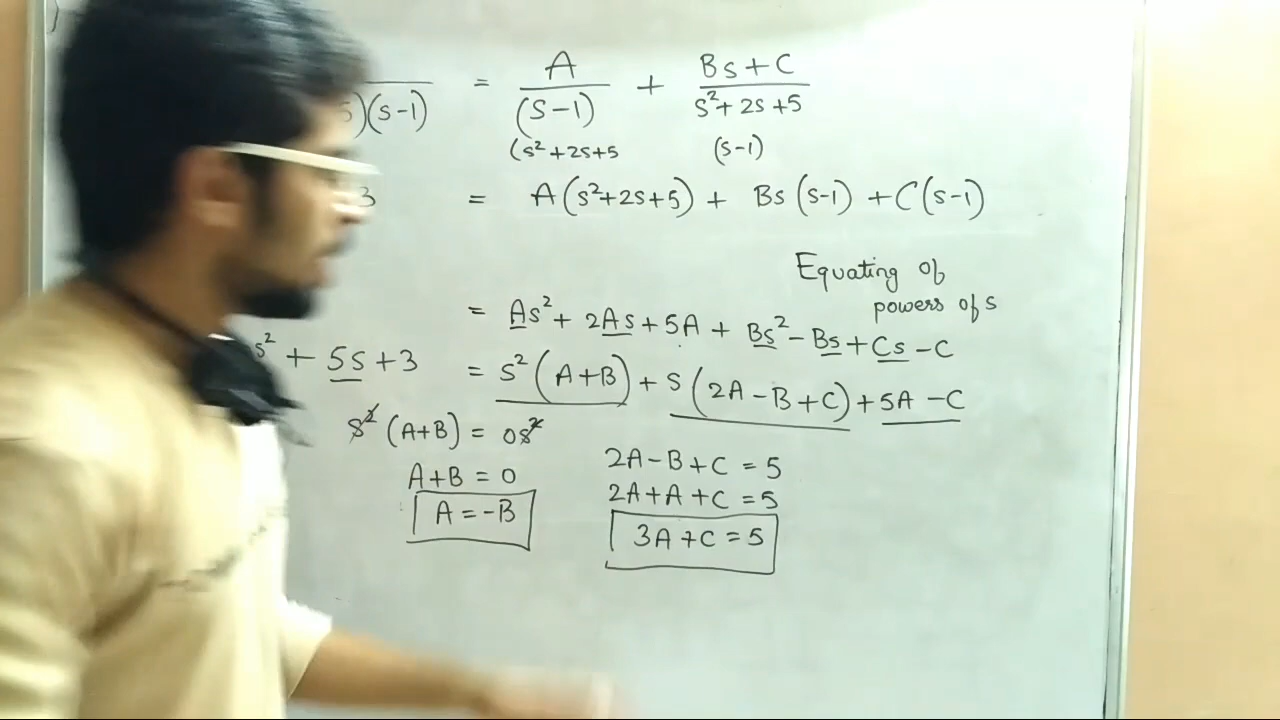 )(s-1) = A/(S-1) + Bs+C/s²+2s+5
(s²+2s+5 (s-1)
3 = A(s²+2s+5) + Bs(s-1) + C(s-1)
Equating of
powers of s
= As² + 2As + 5A + Bs² - Bs + Cs - C
s² + 5s + 3 = s²(A+B) + s(2A-B+C) + 5A - C
s²(A+B) = 0s²
A+B = 0
A = -B
2A-B+C = 5
2A+A+C = 5
3A+C = 5